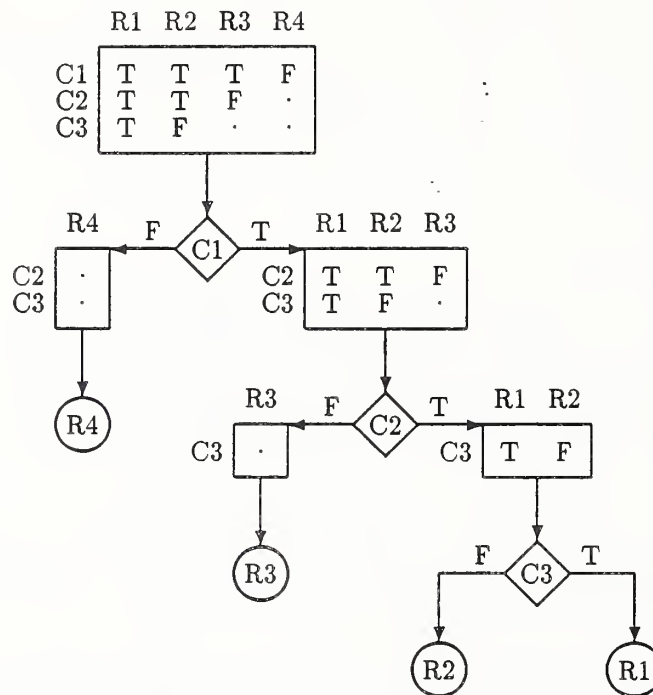 R1 R2 R3 R4
C1 T T T F
C2 T T F ·
C3 T F · ·
R4 F C1 T R1 R2 R3
C2 · C2 T T F
C3 · C3 T F ·
R4 R3 F C2 T R1 R2
C3 · C3 T F
R3 F C3 T
R2 R1